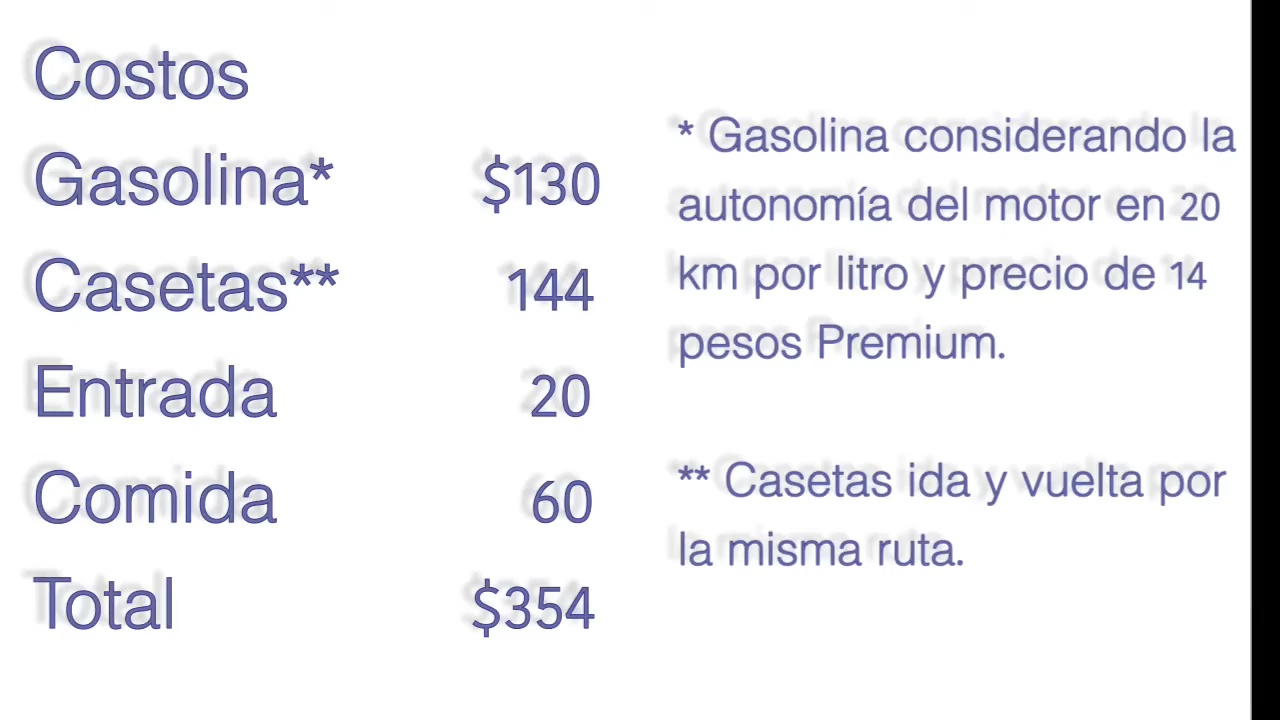 Costos
Gasolina* $130
Casetas** 144
Entrada 20
Comida 60
Total $354
* Gasolina considerando la
autonomía del motor en 20
km por litro y precio de 14
pesos Premium.
** Casetas ida y vuelta por
la misma ruta.